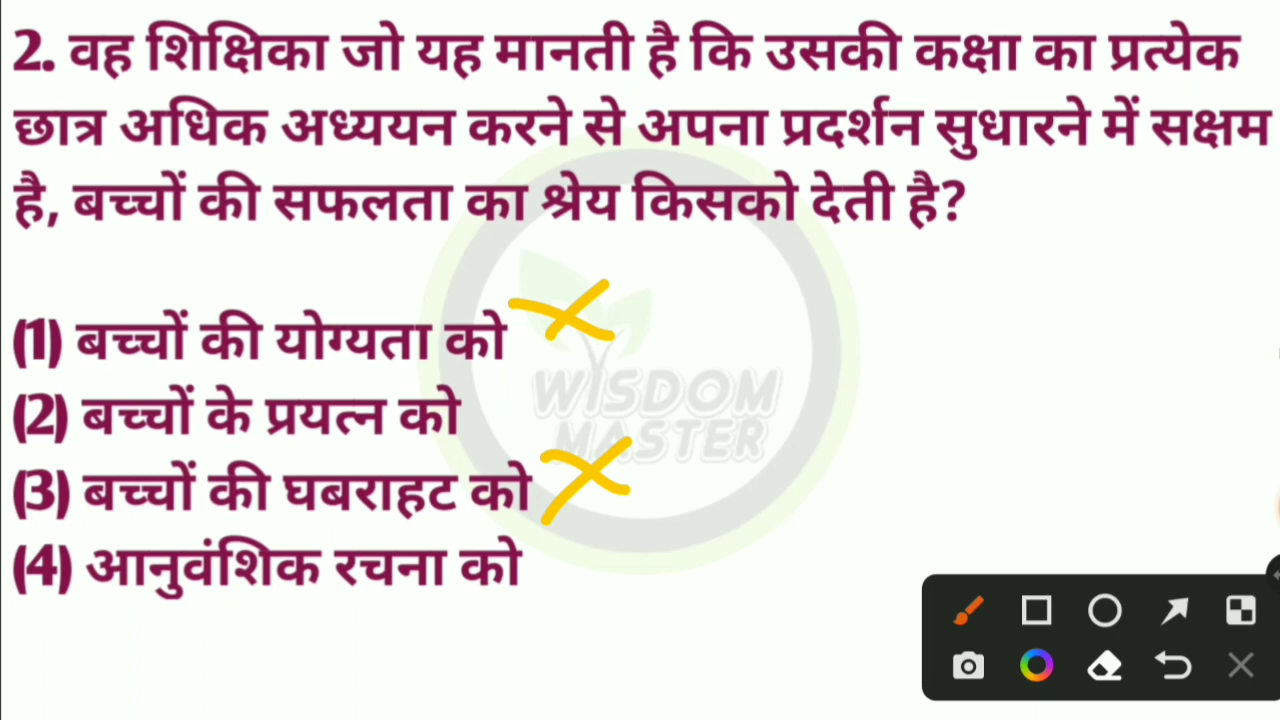 2. वह शिक्षिका जो यह मानती है कि उसकी कक्षा का प्रत्येक
छात्र अधिक अध्ययन करने से अपना प्रदर्शन सुधारने में सक्षम
है, बच्चों की सफलता का श्रेय किसको देती है?
(1) बच्चों की योग्यता को
(2) बच्चों के प्रयत्न को
(3) बच्चों की घबराहट को
(4) आनुवंशिक रचना को
WISDOM
MASTER